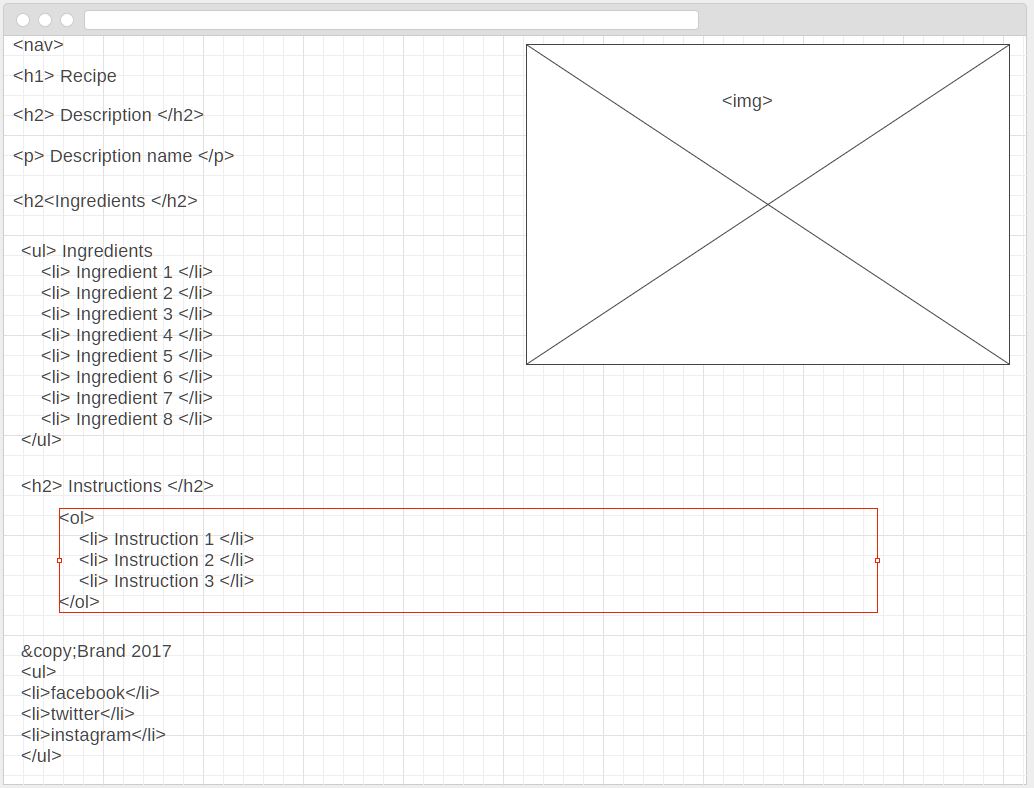 <nav>
<h1> Recipe
<img>
<h2> Description </h2>
<p> Description name </p>
<h2<Ingredients </h2>
<ul> Ingredients
<li> Ingredient 1 </li>
<li> Ingredient 2 </li>
<li> Ingredient 3 </li>
<li> Ingredient 4 </li>
<li> Ingredient 5 </li>
<li> Ingredient 6 </li>
<li> Ingredient 7 </li>
<li> Ingredient 8 </li>
</ul>
<h2> Instructions </h2>
<ol>
<li> Instruction 1 </li>
<li> Instruction 2 </li>
<li> Instruction 3 </li>
</ol>
&copy;Brand 2017
<ul>
<li>facebook</li>
<li>twitter</li>
<li>instagram</li>
</ul>